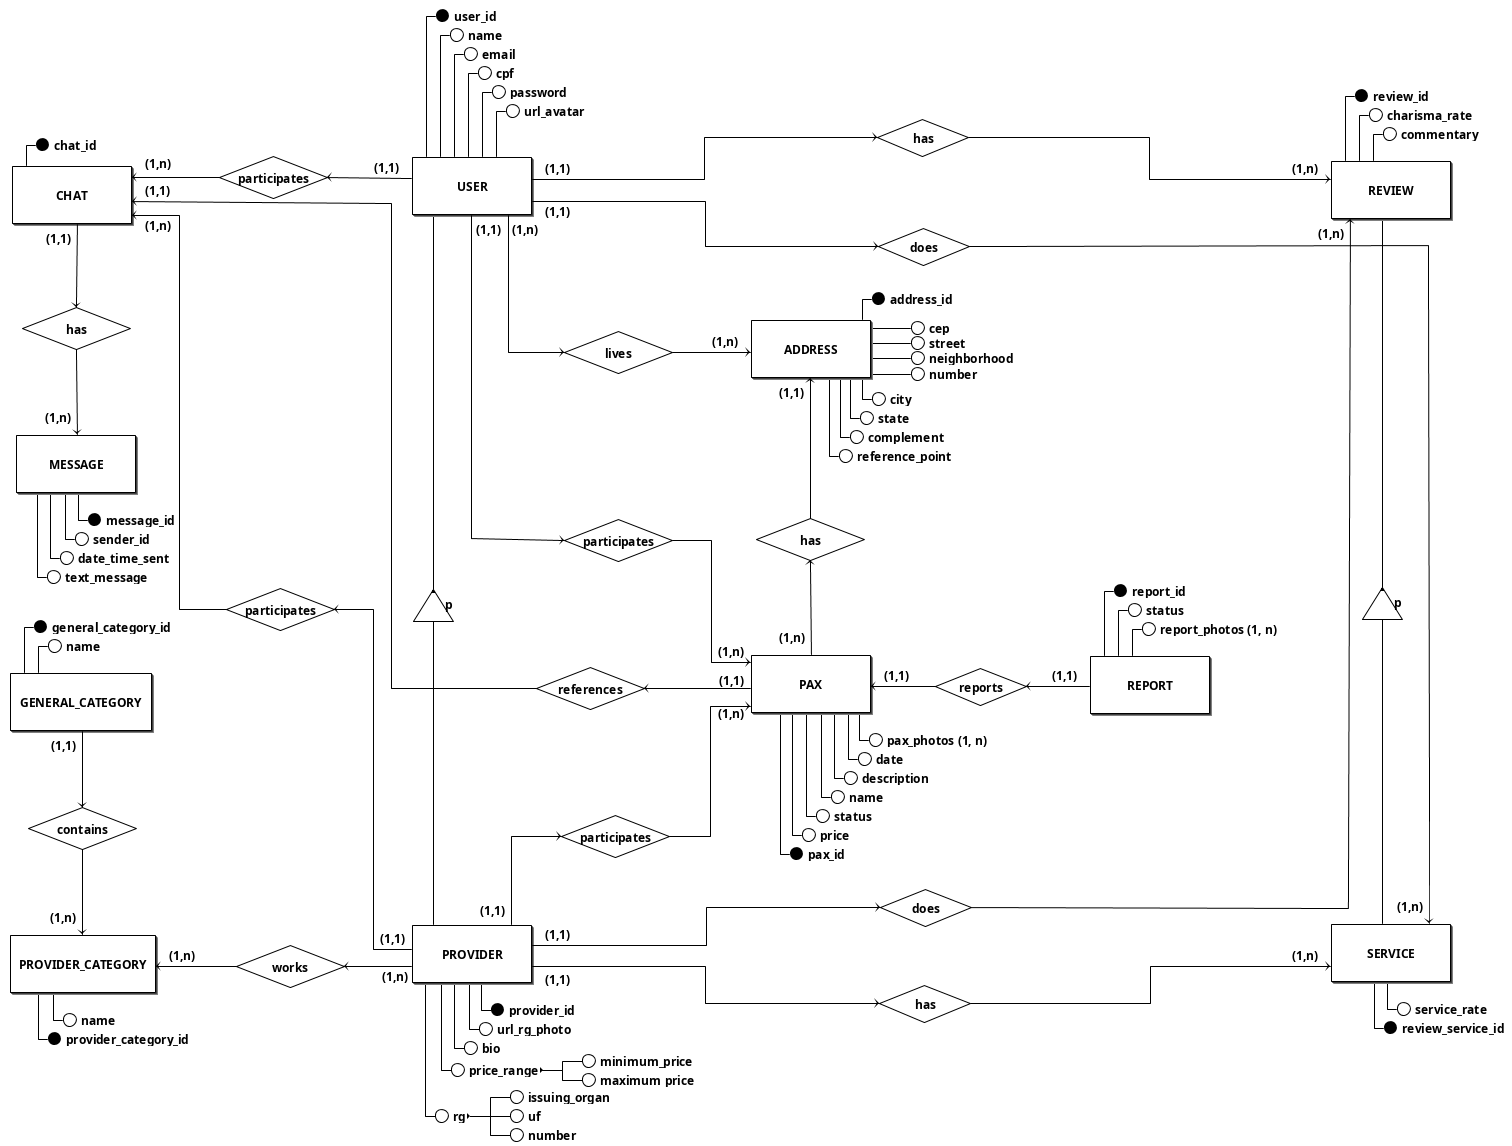 user_id
name
email
cpf
password
url_avatar
review_id
charisma_rate
commentary
chat_id
(1,n)
(1,1)
participates
CHAT
(1,1)
(1,n)
(1,1)
USER
(1,1)
(1,1)
(1,1)
(1,n)
has
(1,n)
REVIEW
(1,n)
does
has
(1,n)
MESSAGE
message_id
sender_id
date_time_sent
text_message
lives
(1,n)
address_id
ADDRESS
cep
street
neighborhood
number
city
state
complement
reference_point
(1,1)
has
(1,n)
participates
(1,n)
participates
p
general_category_id
name
GENERAL_CATEGORY
(1,1)
contains
(1,n)
PROVIDER_CATEGORY
name
provider_category_id
references
(1,1)
(1,n)
PAX
(1,1)
reports
(1,1)
REPORT
report_id
status
report_photos (1, n)
p
pax_photos (1, n)
date
description
name
status
price
pax_id
participates
(1,1)
(1,1)
(1,n)
works
(1,n)
PROVIDER
(1,1)
(1,1)
does
has
(1,n)
(1,n)
SERVICE
service_rate
review_service_id
provider_id
url_rg_photo
bio
price_range
minimum_price
maximum price
rg
issuing_organ
uf
number